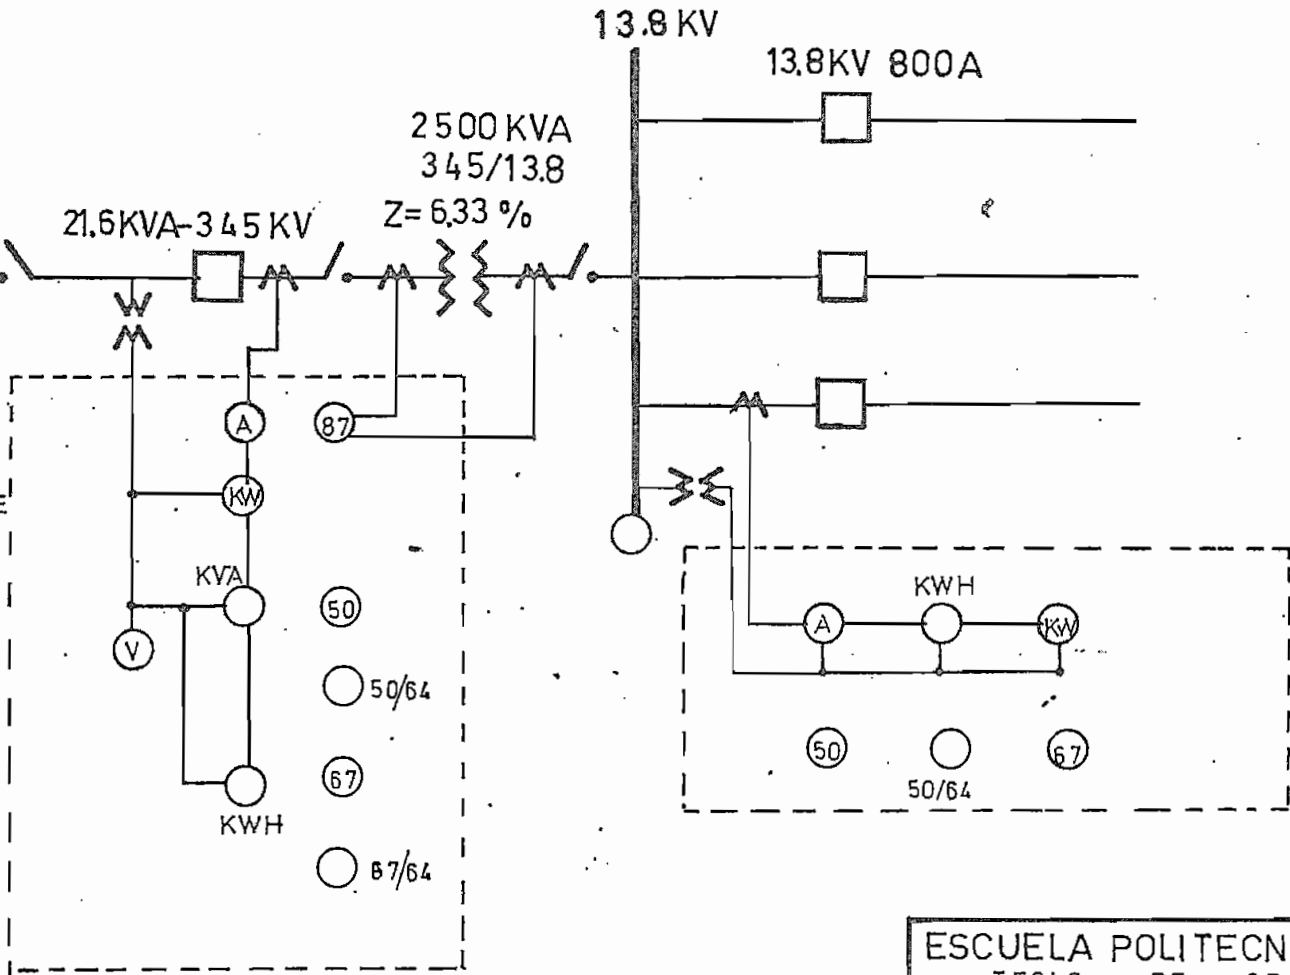 13.8 KV
13.8KV 800A
2500 KVA
345/13.8
Z= 6.33 %
21.6KVA-345 KV
A
87
KW
KVA
50
V
50/64
67
KWH
67/64
KWH
A
KW
50
67
50/64
ESCUELA POLITECN